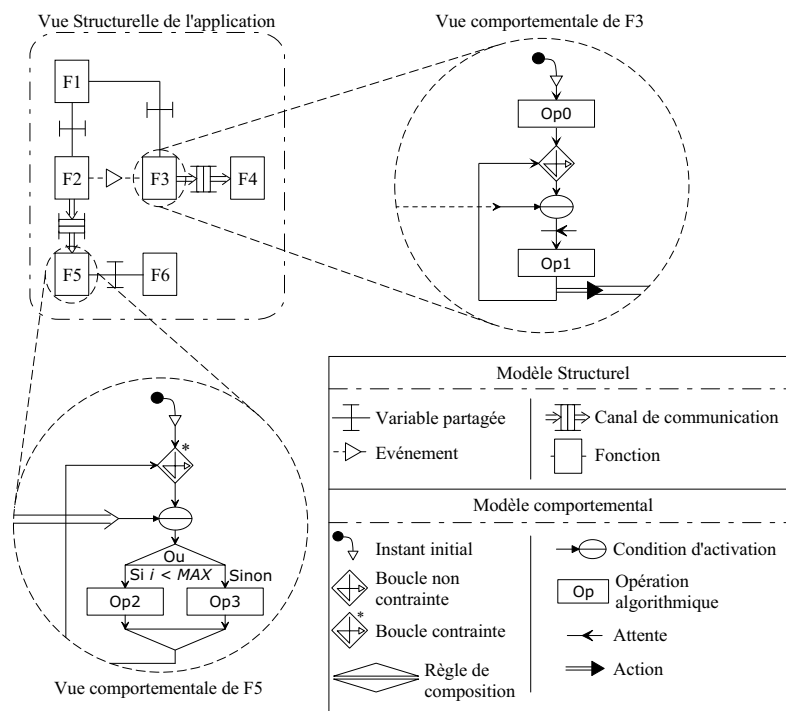 Vue Structurelle de l'application
Vue comportementale de F3
F1
F2
F3
F4
F5
F6
Op0
Op1
*
Ou
Si i < MAX
Sinon
Op2
Op3
Vue comportementale de F5
Modèle Structurel
Variable partagée
Canal de communication
Evénement
Fonction
Modèle comportemental
Instant initial
Condition d'activation
Boucle non
contrainte
Op
Opération
algorithmique
*
Boucle contrainte
Attente
Règle de
composition
Action